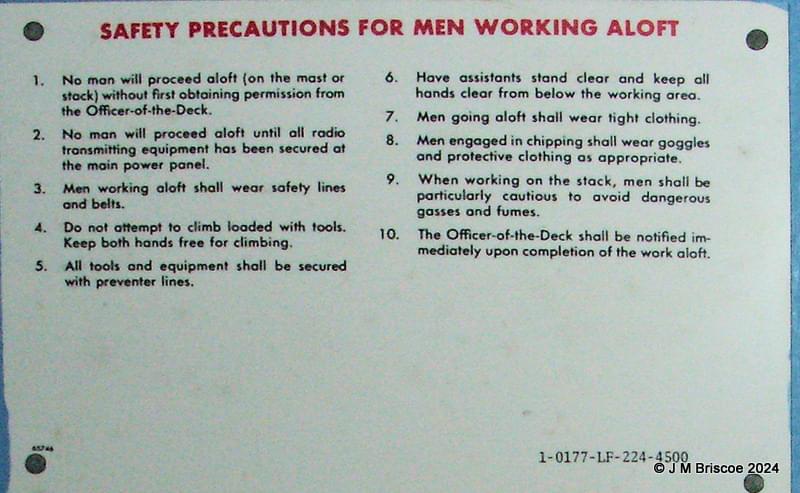 SAFETY PRECAUTIONS FOR MEN WORKING ALOFT
1. No man will proceed aloft (on the mast or
stack) without first obtaining permission from
the Officer-of-the-Deck.
2. No man will proceed aloft until all radio
transmitting equipment has been secured at
the main power panel.
3. Men working aloft shall wear safety lines
and belts.
4. Do not attempt to climb loaded with tools.
Keep both hands free for climbing.
5. All tools and equipment shall be secured
with preventer lines.
6. Have assistants stand clear and keep all
hands clear from below the working area.
7. Men going aloft shall wear tight clothing.
8. Men engaged in chipping shall wear goggles
and protective clothing as appropriate.
9. When working on the stack, men shall be
particularly cautious to avoid dangerous
gasses and fumes.
10. The Officer-of-the-Deck shall be notified im-
mediately upon completion of the work aloft.
1-0177-LF-224-4500
© J M Briscoe 2024